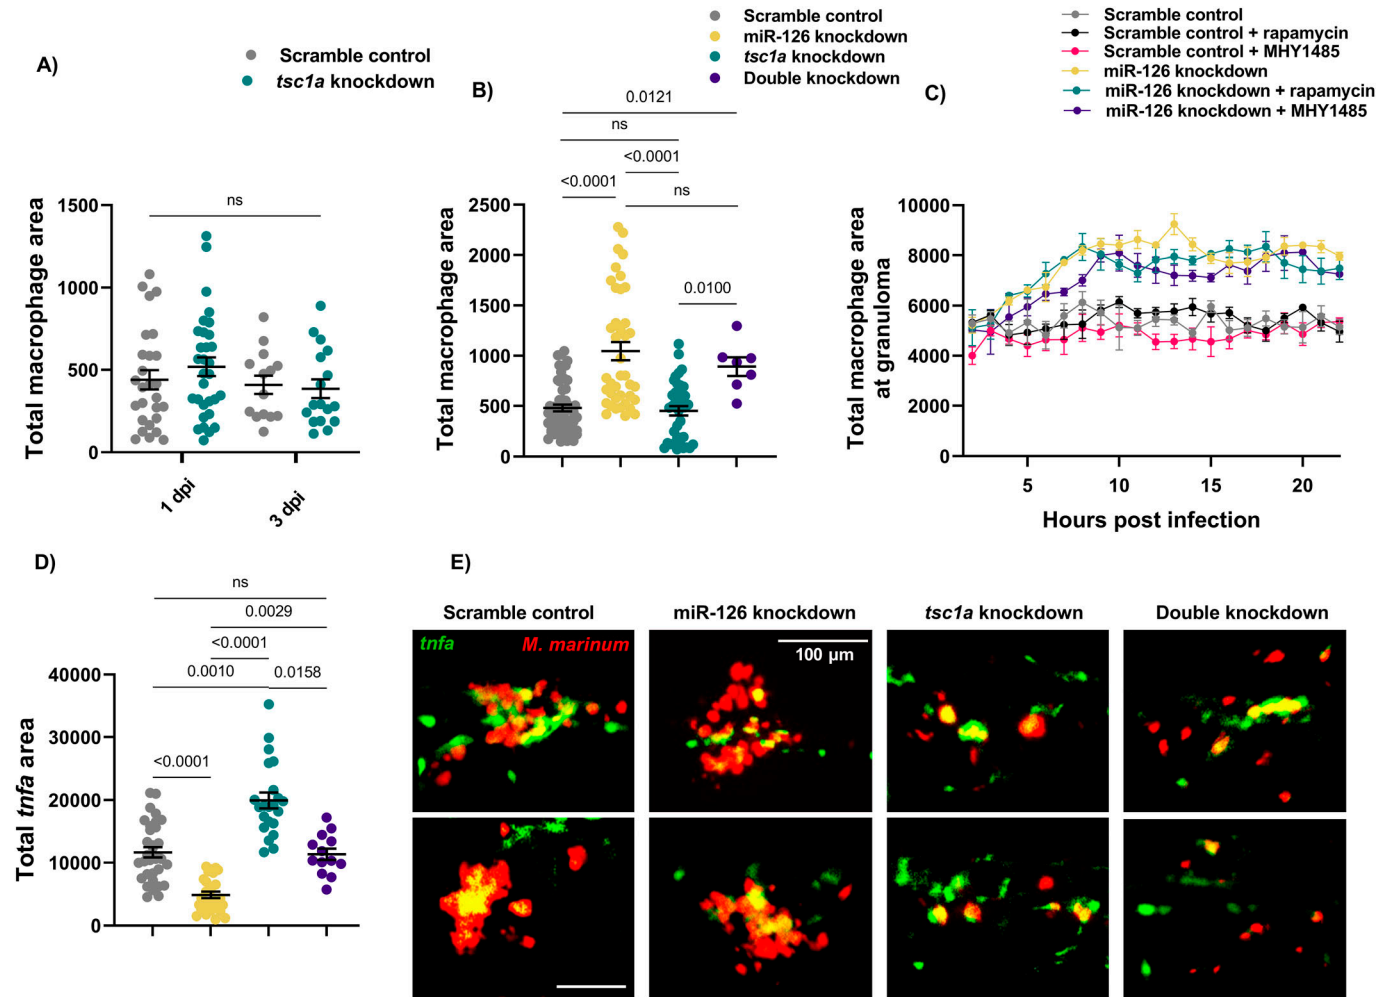 A)
Scramble control
tsc1a knockdown
Total macrophage area
1500
1000
500
0
ns
1 dpi
3 dpi
B)
Scramble control
miR-126 knockdown
tsc1a knockdown
Double knockdown
0.0121
ns
<0.0001
<0.0001
ns
0.0100
Total macrophage area
2500
2000
1500
1000
500
0
C)
Scramble control
Scramble control + rapamycin
Scramble control + MHY1485
miR-126 knockdown
miR-126 knockdown + rapamycin
miR-126 knockdown + MHY1485
Total macrophage area
at granuloma
10000
8000
6000
4000
2000
0
5
10
15
20
Hours post infection
D)
ns
0.0029
<0.0001
0.0010
0.0158
<0.0001
Total tnfa area
40000
30000
20000
10000
0
E)
Scramble control
miR-126 knockdown
tsc1a knockdown
Double knockdown
tnfa
M. marinum
100 µm